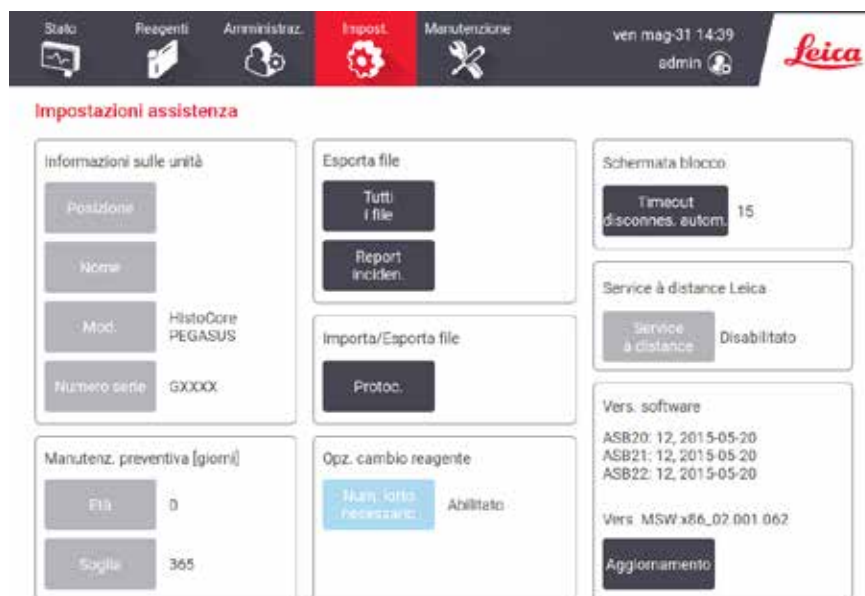 Stato
Reagenti
Amministraz.
Impost.
Manutenzione
ven mag-31 14:39
admin
Leica
Impostazioni assistenza
Informazioni sulle unità
Posizione
Nome
Mod.
HistoCore
PEGASUS
Numero serie
GXXXX
Manutenz. preventiva [giorni]
Età
0
Soglia
365
Esporta file
Tutti
i file
Report
inciden.
Importa/Esporta file
Protoc.
Opz. cambio reagente
Num. lotto
necessario
Abilitato
Schermata blocco
Timeout
disconnes. autom.
15
Service à distance Leica
Service
à distance
Disabilitato
Vers. software
ASB20: 12, 2015-05-20
ASB21: 12, 2015-05-20
ASB22: 12, 2015-05-20
Vers MSW:x86_02.001.062
Aggiornamento